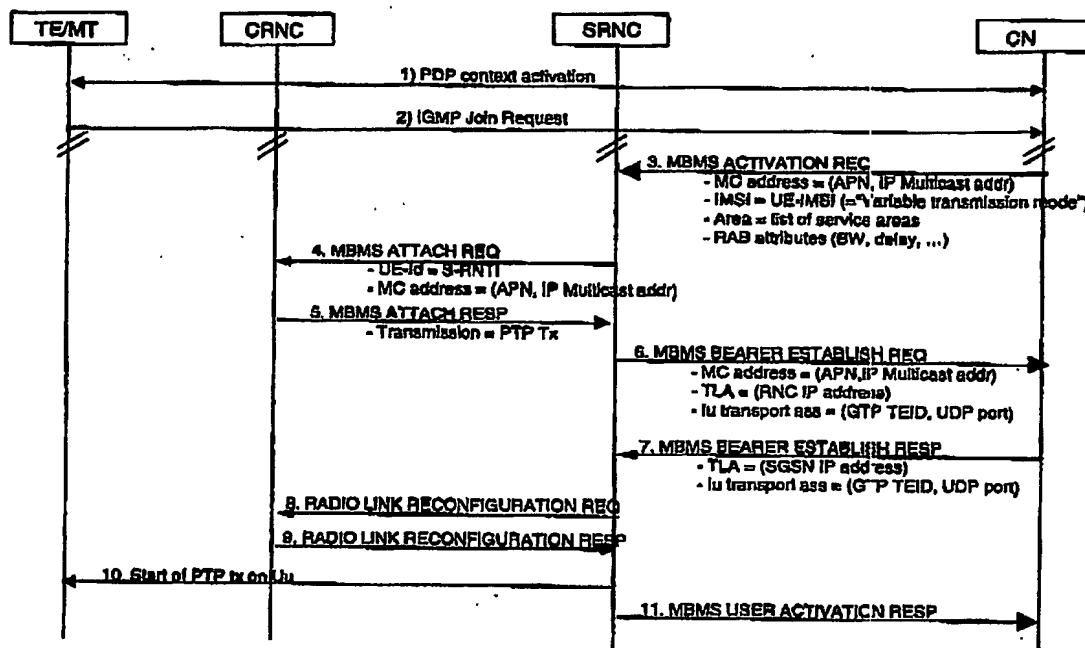 TE/MT CRNC SRNC CN
1) PDP context activation
2) IGMP Join Request
3. MBMS ACTIVATION REC
- MC address = (APN, IP Multicast addr)
- IMSI = UE-IMSI (="Variable transmission mode")
- Area = list of service areas
- RAB attributes (BW, delay, ...)
4. MBMS ATTACH REQ
- UE-id = S-RNTI
- MC address = (APN, IP Multicast addr)
5. MBMS ATTACH RESP
- Transmission = PTP Tx
6. MBMS BEARER ESTABLISH REQ
- MC address = (APN,IP Multicast addr)
- TLA = (RNC IP address)
- Iu transport ass = (GTP TEID, UDP port)
7. MBMS BEARER ESTABLISH RESP
- TLA = (SGSN IP address)
- Iu transport ass = (GTP TEID, UDP port)
8. RADIO LINK RECONFIGURATION REQ
9. RADIO LINK RECONFIGURATION RESP
10. Start of PTP tx on Uu
11. MBMS USER ACTIVATION RESP